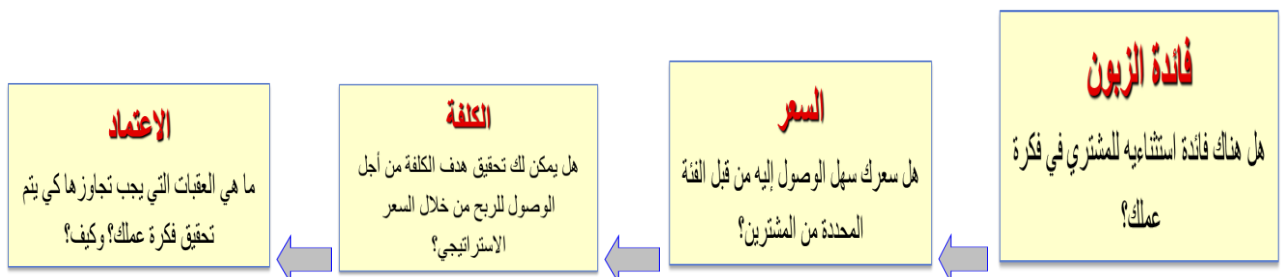 فائدة الزبون
هل هناك فائدة استثناءيه للمشتري في فكرة
عملك؟
السعر
هل سعرك سهل الوصول إليه من قبل الفئة
المحددة من المشترين؟
الكلفة
هل يمكن لك تحقيق هدف الكلفة من أجل
الوصول للربح من خلال السعر
الاستراتيجي؟
الاعتماد
ما هي العقبات التي يجب تجاوزها كي يتم
تحقيق فكرة عملك؟ وكيف؟